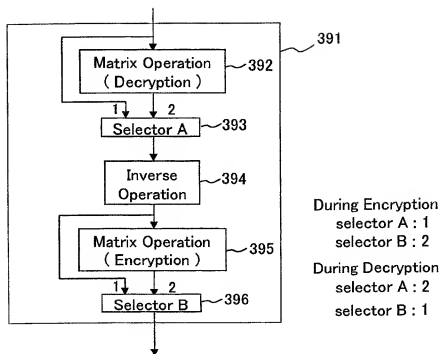 391
Matrix Operation
( Decryption )
392
1
2
Selector A
393
Inverse
Operation
394
During Encryption
selector A : 1
selector B : 2
Matrix Operation
( Encryption )
395
During Decryption
selector A : 2
selector B : 1
1
2
Selector B
396